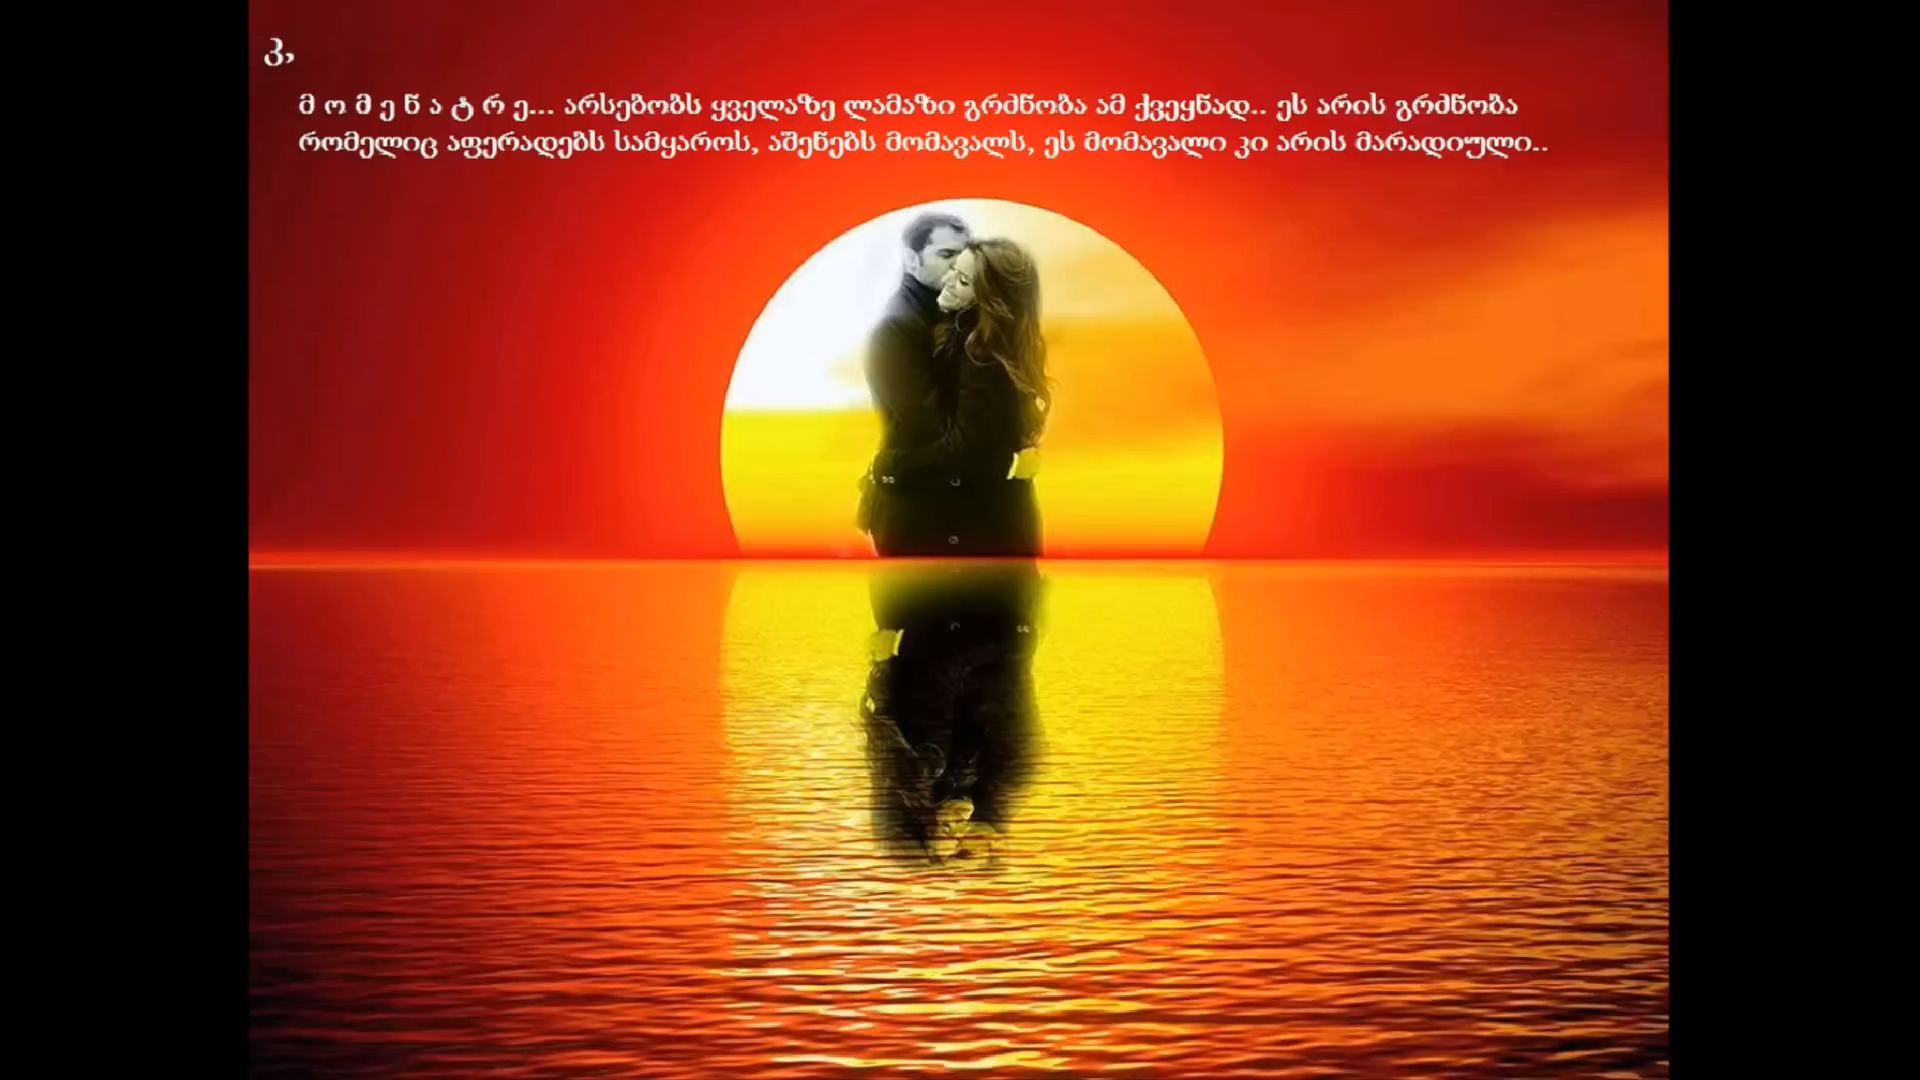 კ,
მ ო მ ე ნ ა ტ რ ე... არსებობს ყველაზე ლამაზი გრძნობა ამ ქვეყნად.. ეს არის გრძნობა
რომელიც აფერადებს სამყაროს, აშენებს მომავალს, ეს მომავალი კი არის მარადიული..